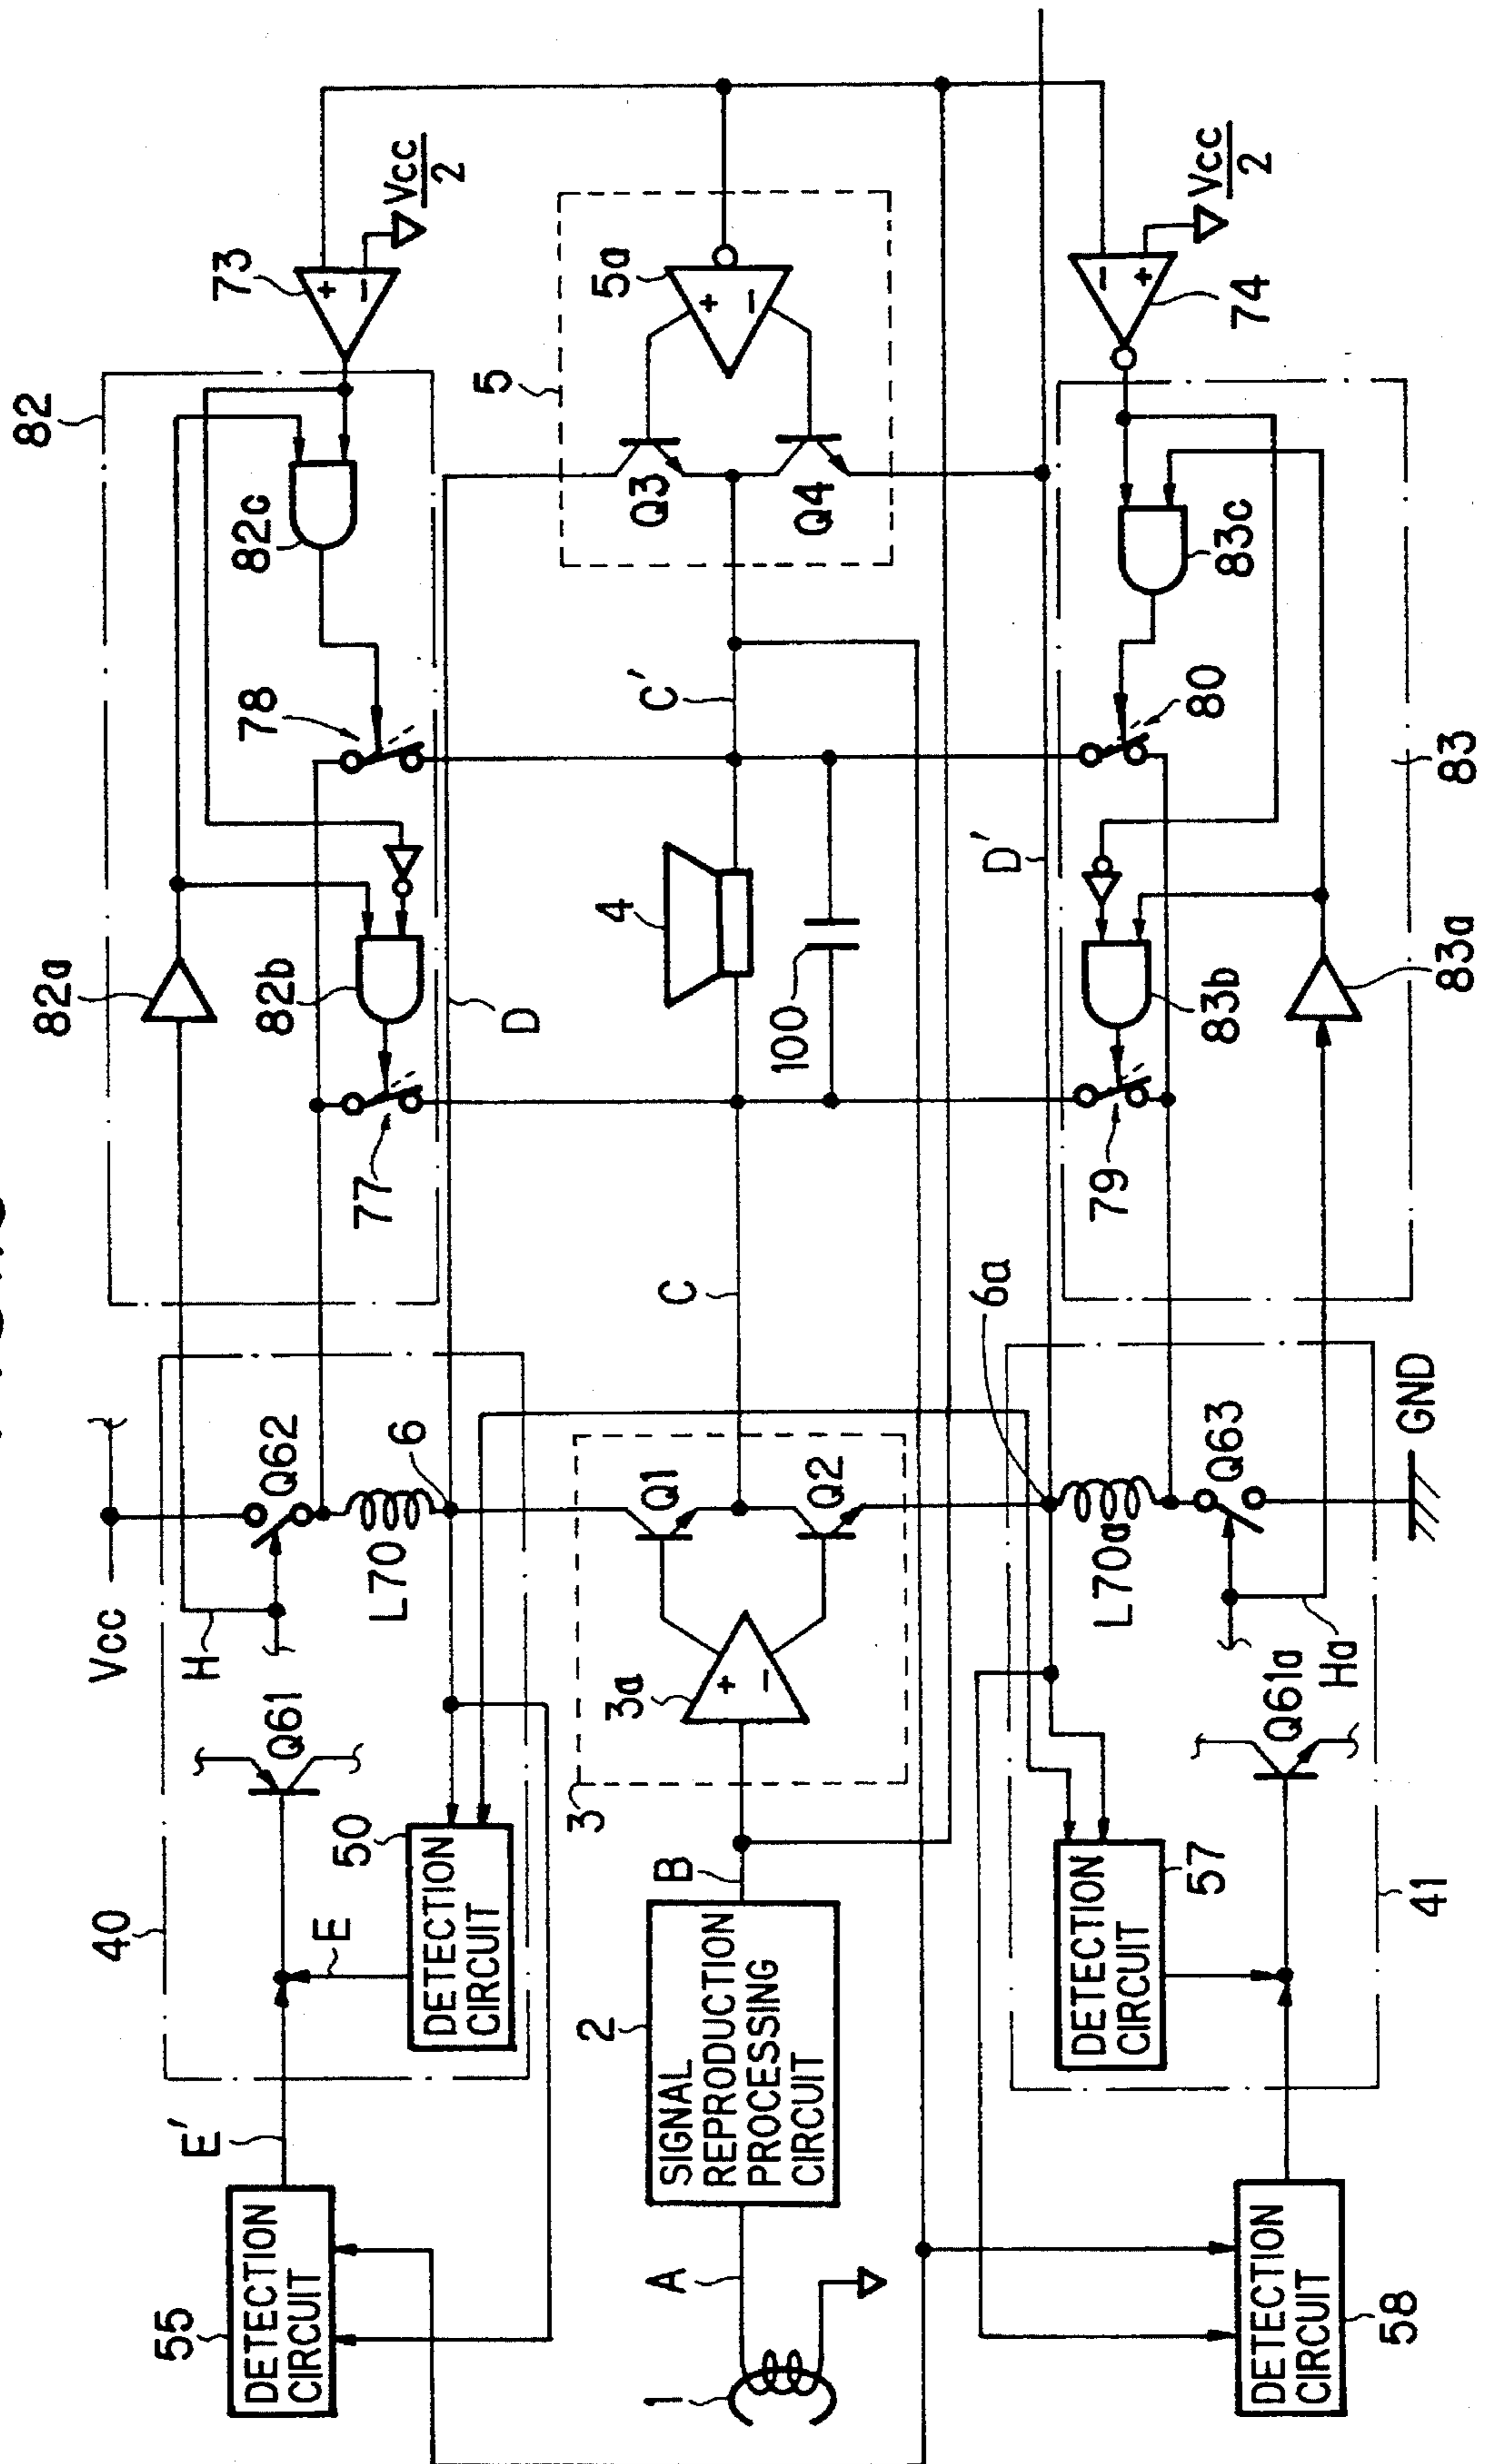 82
73
Vcc
2
82a
82c
78
82b
77
D
5
5a
Q3
Q4
C'
4
100
C
D'
74
Vcc
2
83c
80
83
83b
79
83a
6a
Vcc
H
Q62
L70
6
Q61
40
E
50
DETECTION
CIRCUIT
E'
55
DETECTION
CIRCUIT
3
3a
Q1
Q2
B
2
SIGNAL
REPRODUCTION
PROCESSING
CIRCUIT
A
1
L70a
Q63
GND
Ha
Q61a
57
DETECTION
CIRCUIT
41
DETECTION
CIRCUIT
58